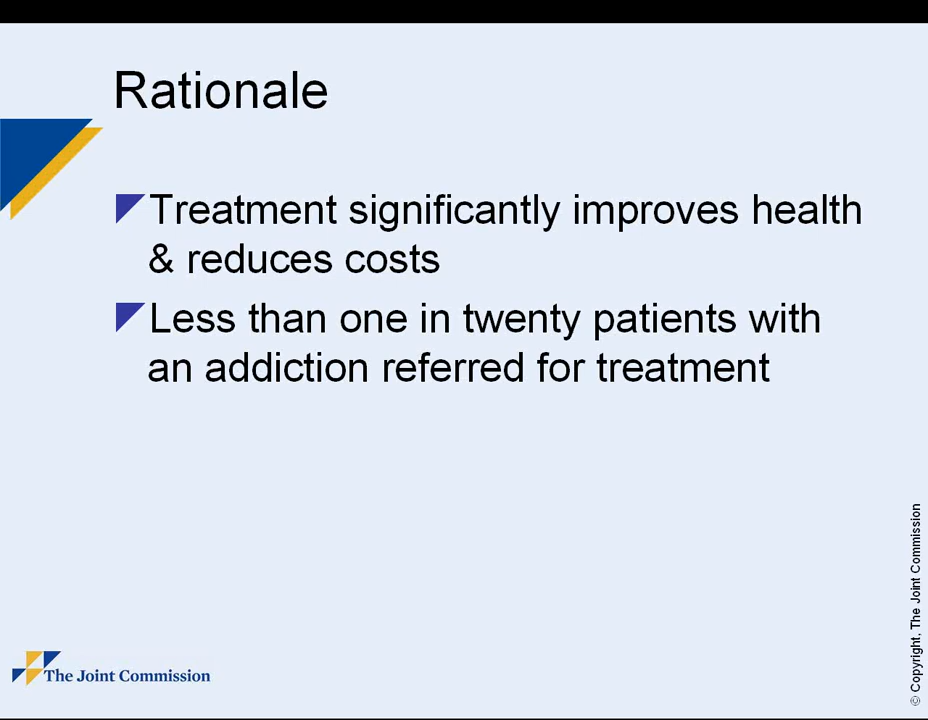 Rationale
Treatment significantly improves health
& reduces costs
Less than one in twenty patients with
an addiction referred for treatment
© Copyright, The Joint Commission
The Joint Commission